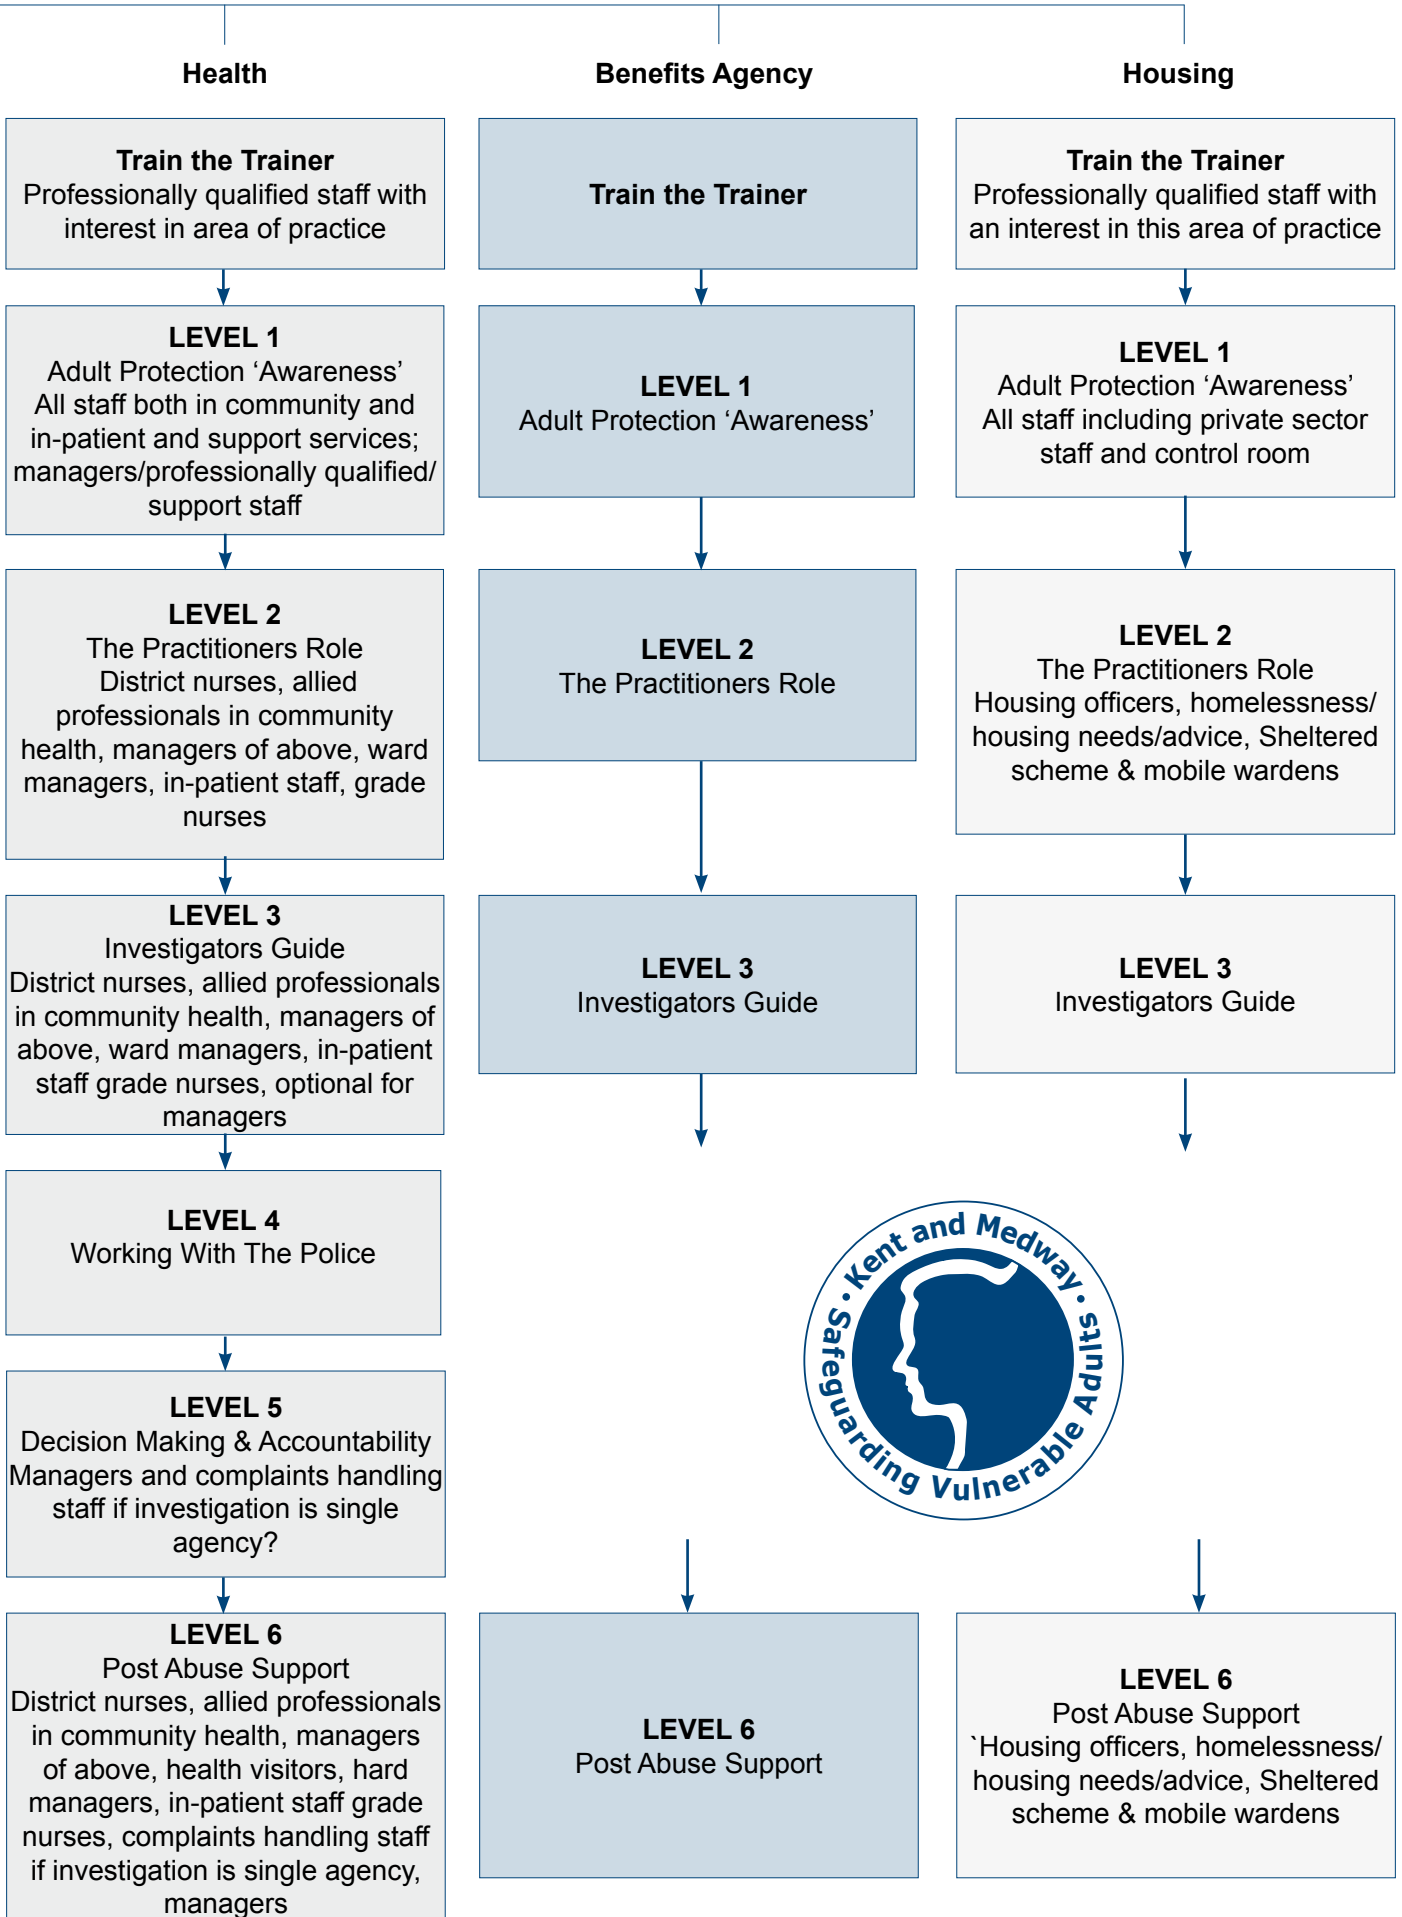 Health
Train the Trainer
Professionally qualified staff with
interest in area of practice
LEVEL 1
Adult Protection ‘Awareness’
All staff both in community and
in-patient and support services;
managers/professionally qualified/
support staff
LEVEL 2
The Practitioners Role
District nurses, allied
professionals in community
health, managers of above, ward
managers, in-patient staff, grade
nurses
LEVEL 3
Investigators Guide
District nurses, allied professionals
in community health, managers of
above, ward managers, in-patient
staff grade nurses, optional for
managers
LEVEL 4
Working With The Police
LEVEL 5
Decision Making & Accountability
Managers and complaints handling
staff if investigation is single
agency?
LEVEL 6
Post Abuse Support
District nurses, allied professionals
in community health, managers
of above, health visitors, hard
managers, in-patient staff grade
nurses, complaints handling staff
if investigation is single agency,
managers
Benefits Agency
Train the Trainer
LEVEL 1
Adult Protection ‘Awareness’
LEVEL 2
The Practitioners Role
LEVEL 3
Investigators Guide
LEVEL 6
Post Abuse Support
Housing
Train the Trainer
Professionally qualified staff with
an interest in this area of practice
LEVEL 1
Adult Protection ‘Awareness’
All staff including private sector
staff and control room
LEVEL 2
The Practitioners Role
Housing officers, homelessness/
housing needs/advice, Sheltered
scheme & mobile wardens
LEVEL 3
Investigators Guide
LEVEL 6
Post Abuse Support
`Housing officers, homelessness/
housing needs/advice, Sheltered
scheme & mobile wardens
· Kent and Medway ·
Safeguarding Vulnerable Adults